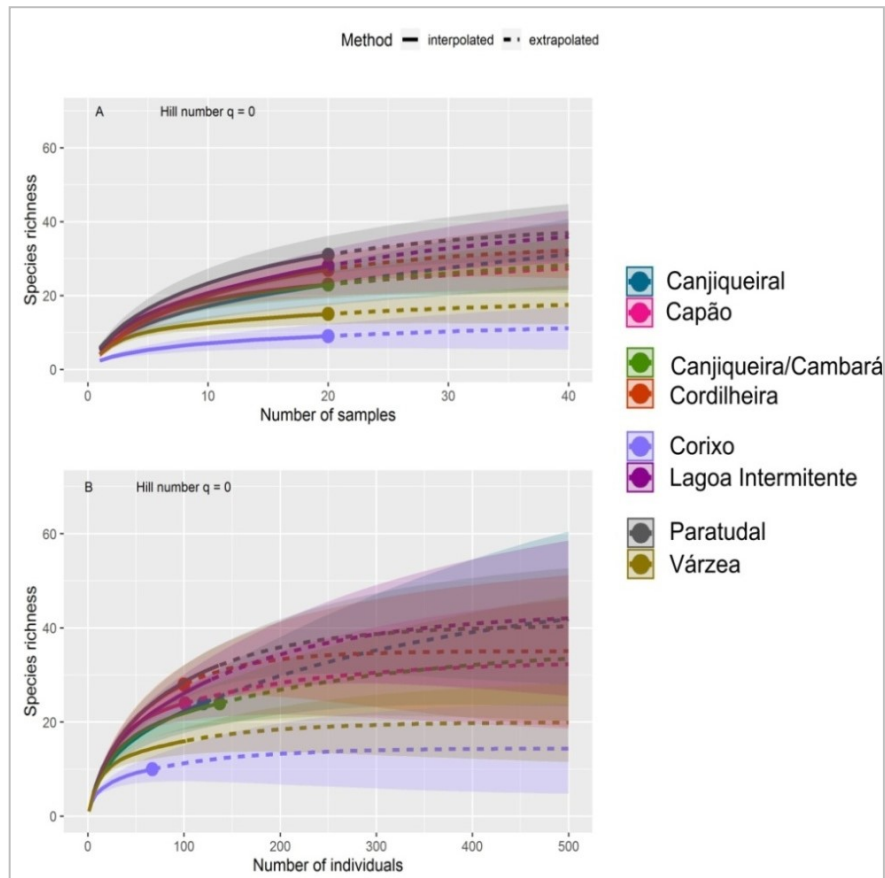 Method interpolated extrapolated
A Hill number q = 0
60
40
20
0
Species richness
0 10 20 30 40
Number of samples
B Hill number q = 0
60
40
20
0
Species richness
0 100 200 300 400 500
Number of individuals
Canjiqueiral
Capão
Canjiqueira/Cambará
Cordilheira
Corixo
Lagoa Intermitente
Paratudal
Várzea